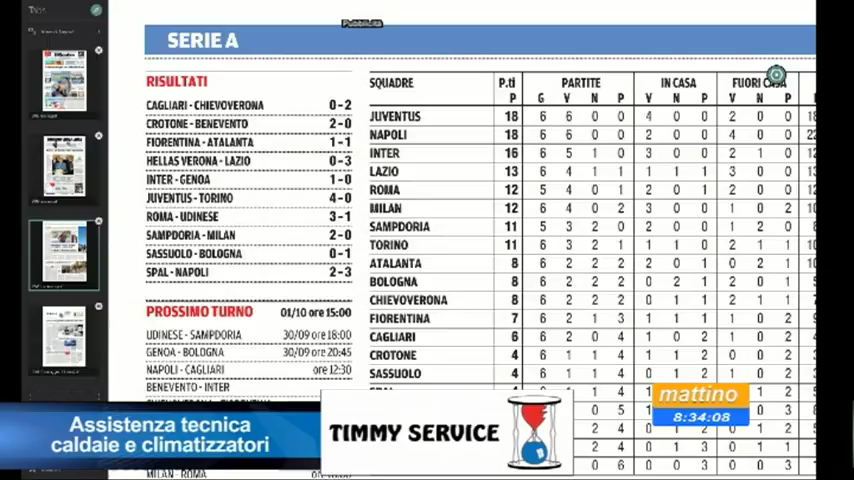 Pubblicità
SERIE A
RISULTATI
CAGLIARI - CHIEVOVERONA 0-2
CROTONE - BENEVENTO 2-0
FIORENTINA - ATALANTA 1-1
HELLAS VERONA - LAZIO 0-3
INTER - GENOA 1-0
JUVENTUS - TORINO 4-0
ROMA - UDINESE 3-1
SAMPDORIA - MILAN 2-0
SASSUOLO - BOLOGNA 0-1
SPAL - NAPOLI 2-3
PROSSIMO TURNO 01/10 ore 15:00
UDINESE - SAMPDORIA 30/09 ore 18:00
GENOA - BOLOGNA 30/09 ore 20:45
NAPOLI - CAGLIARI ore 12:30
BENEVENTO - INTER
MILAN - ROMA
SQUADRE P.ti PARTITE IN CASA FUORI CASA
P G V N P V N P V N P
JUVENTUS 18 6 6 0 0 4 0 0 2 0 0
NAPOLI 18 6 6 0 0 2 0 0 4 0 0
INTER 16 6 5 1 0 3 0 0 2 1 0
LAZIO 13 6 4 1 1 1 1 1 3 0 0
ROMA 12 5 4 0 1 2 0 1 2 0 0
MILAN 12 6 4 0 2 3 0 0 1 0 2
SAMPDORIA 11 5 3 2 0 2 0 0 1 2 0
TORINO 11 6 3 2 1 1 1 0 2 1 1
ATALANTA 8 6 2 2 2 2 0 1 0 2 1
BOLOGNA 8 6 2 2 2 0 2 1 2 0 1
CHIEVOVERONA 8 6 2 2 2 0 1 1 2 1 1
FIORENTINA 7 6 2 1 3 1 1 1 1 0 2
CAGLIARI 6 6 2 0 4 1 0 2 1 0 2
CROTONE 4 6 1 1 4 1 1 2 0 0 2
SASSUOLO 4 6 1 1 4 0 1 2 1 0 2
mattino
8:34:08
Assistenza tecnica
caldaie e climatizzatori
TIMMY SERVICE